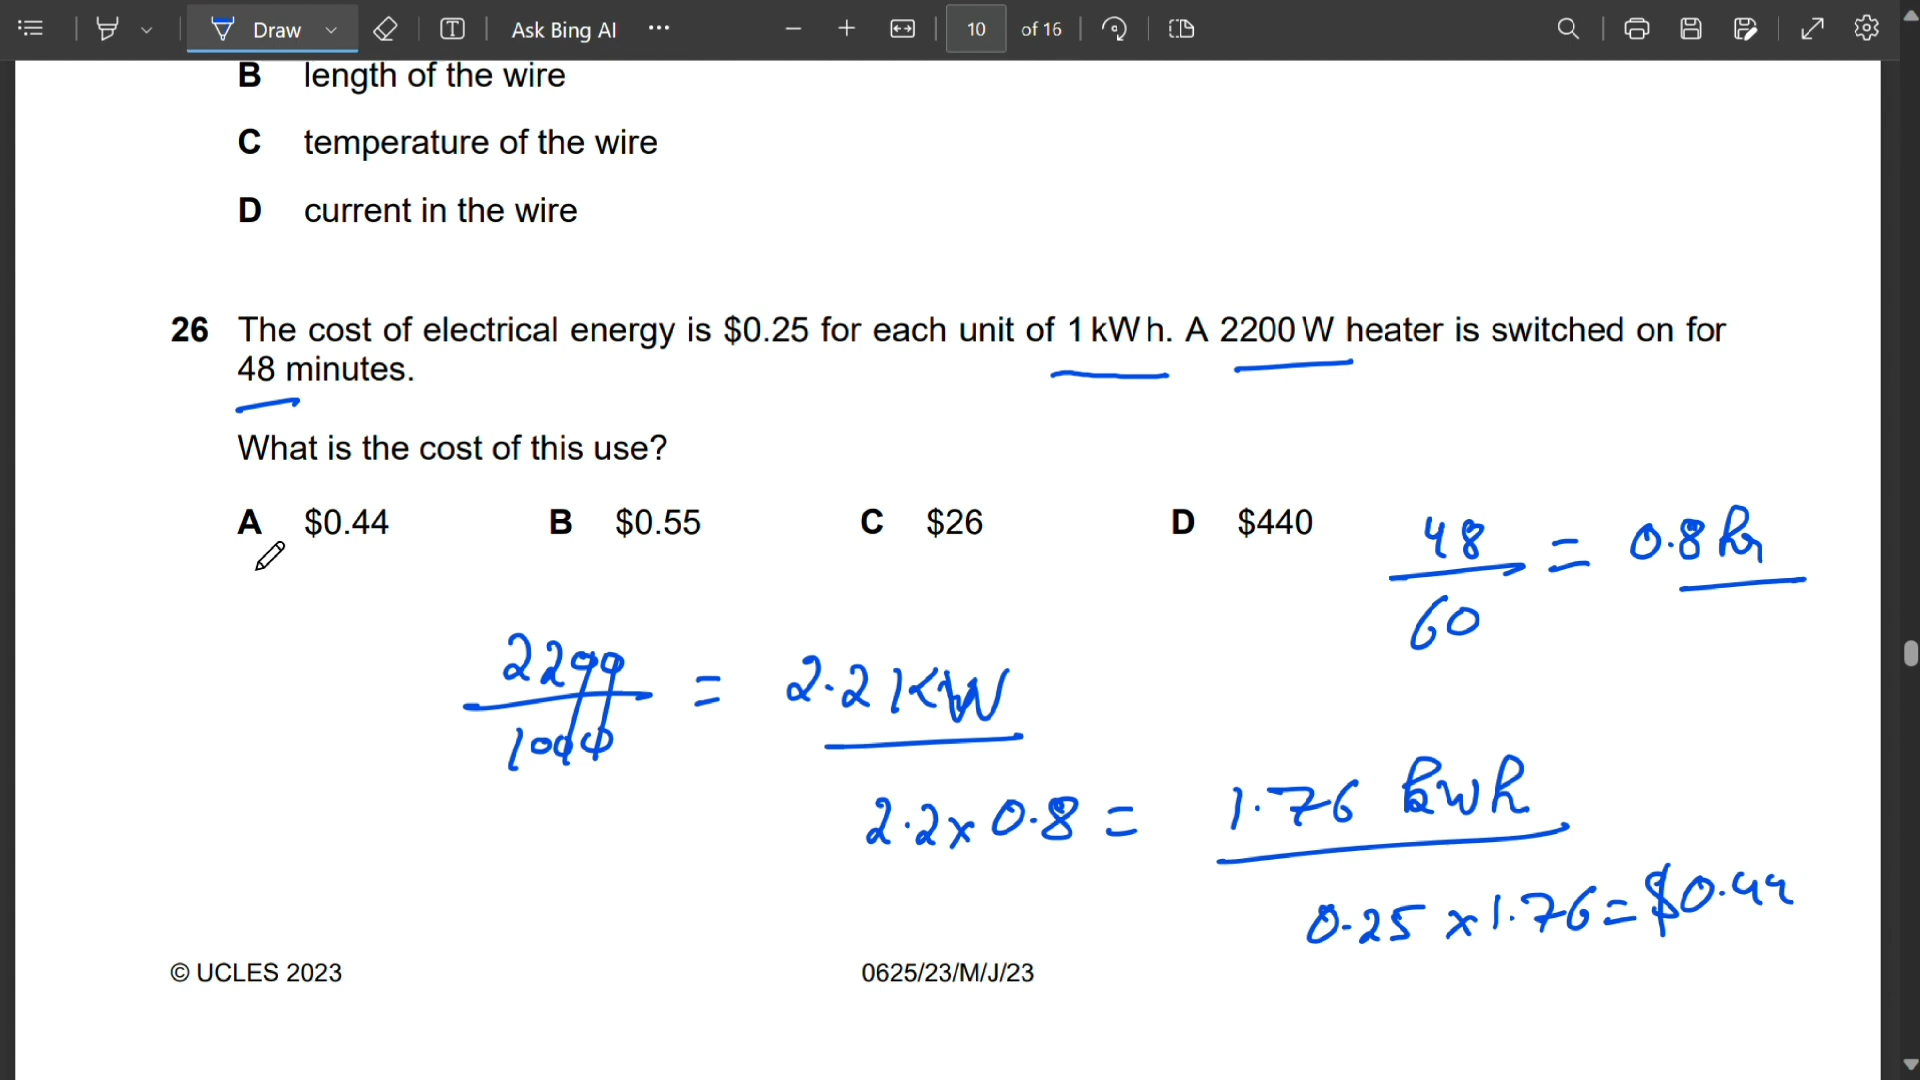 Draw
Ask Bing AI
10 of 16
B length of the wire
C temperature of the wire
D current in the wire
26 The cost of electrical energy is $0.25 for each unit of 1 kW h. A 2200 W heater is switched on for
48 minutes.
What is the cost of this use?
A $0.44 B $0.55 C $26 D $440
48
60
= 0.8 hr
2200
1000
= 2.2 KW
2.2 x 0.8 = 1.76 kwh
0.25 x 1.76 = $0.44
© UCLES 2023 0625/23/M/J/23